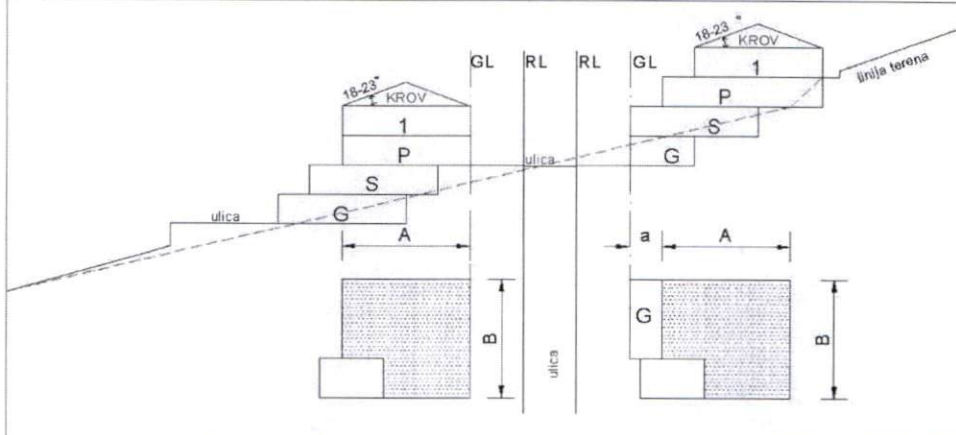 18-23°
KROV
1
P
S
G
linija terena
GL RL RL GL
18-23°
KROV
1
P
S
G
ulica
ulica
A
a
A
B
ulica
G
B